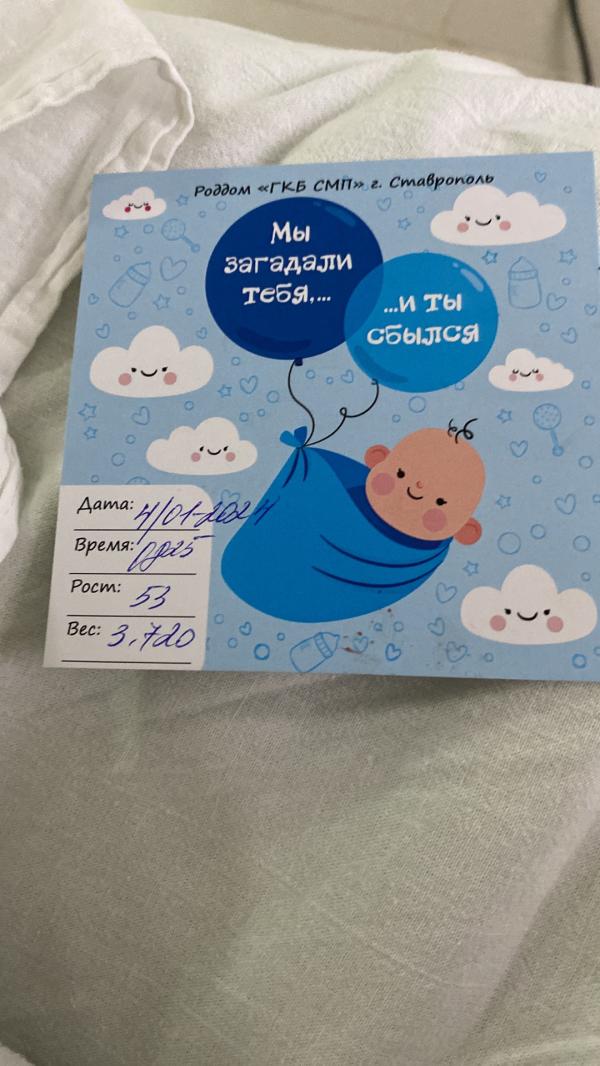 Роддом «ГКБ СМП» г. Ставрополь
Мы
загадали
тебя,...
...и ты
сбылся
Дата: 4/01-2024
Время: 0925
Рост: 53
Вес: 3.720